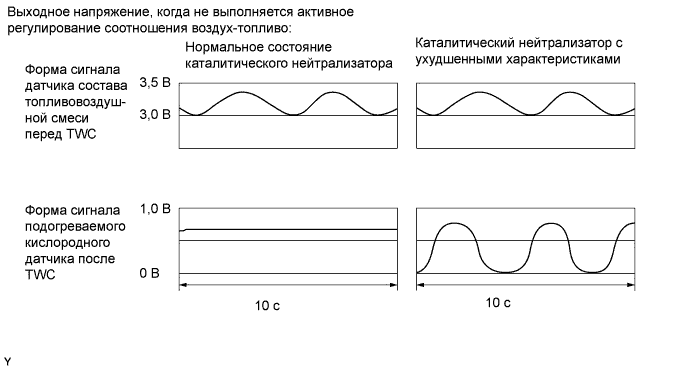 Выходное напряжение, когда не выполняется активное
регулирование соотношения воздух-топливо:
Нормальное состояние
каталитического нейтрализатора
Каталитический нейтрализатор с
ухудшенными характеристиками
Форма сигнала
датчика состава
топливовоздуш-
ной смеси
перед TWC
3,5 В
3,0 В
Форма сигнала
подогреваемого
кислородного
датчика после
TWC
1,0 В
0 В
10 с
10 с
Y